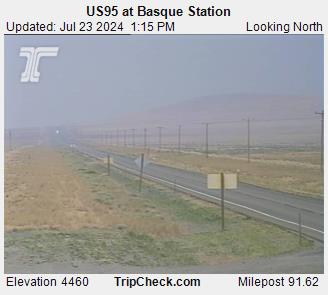 US95 at Basque Station
Updated: Jul 23 2024 1:15 PM Looking North
Elevation 4460 TripCheck.com Milepost 91.62